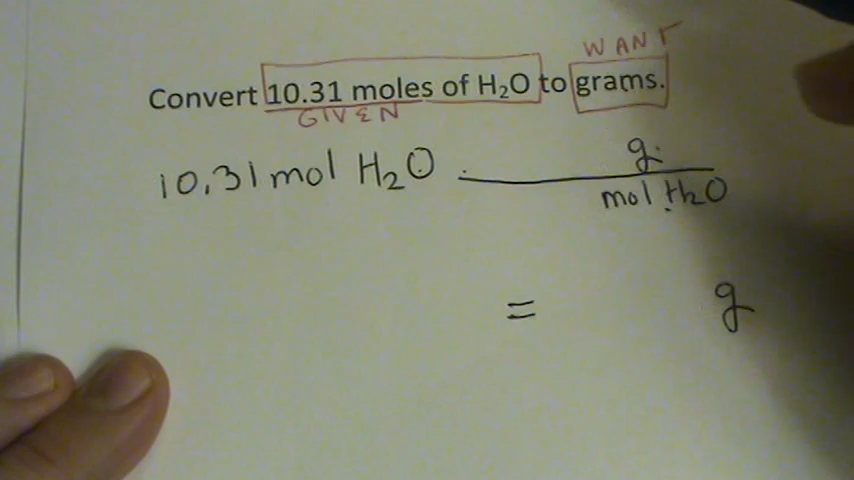 WANT
Convert 10.31 moles of H₂O to grams.
GIVEN
10.31 mol H₂O g
mol H₂O
= g